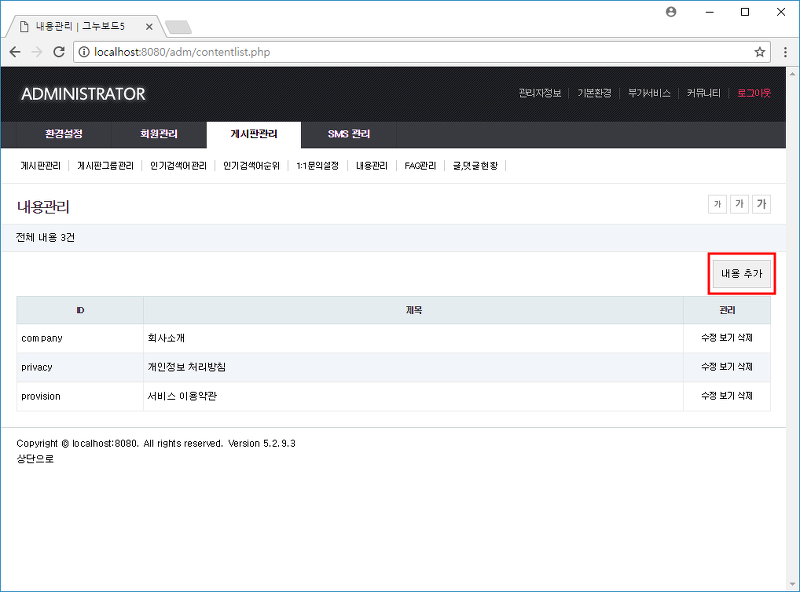 내용관리 | 그누보드5
localhost:8080/adm/contentlist.php
ADMINISTRATOR
관리자정보 기본환경 부가서비스 커뮤니티 로그아웃
환경설정 회원관리 게시판관리 SMS 관리
게시판관리 게시판그룹관리 인기검색어관리 인기검색어순위 1:1문의설정 내용관리 FAQ관리 글,댓글 현황
내용관리 가 가 가
전체 내용 3건
내용 추가
ID 제목 관리
company 회사소개 수정 보기 삭제
privacy 개인정보 처리방침 수정 보기 삭제
provision 서비스 이용약관 수정 보기 삭제
Copyright © localhost:8080. All rights reserved. Version 5.2.9.3
상단으로